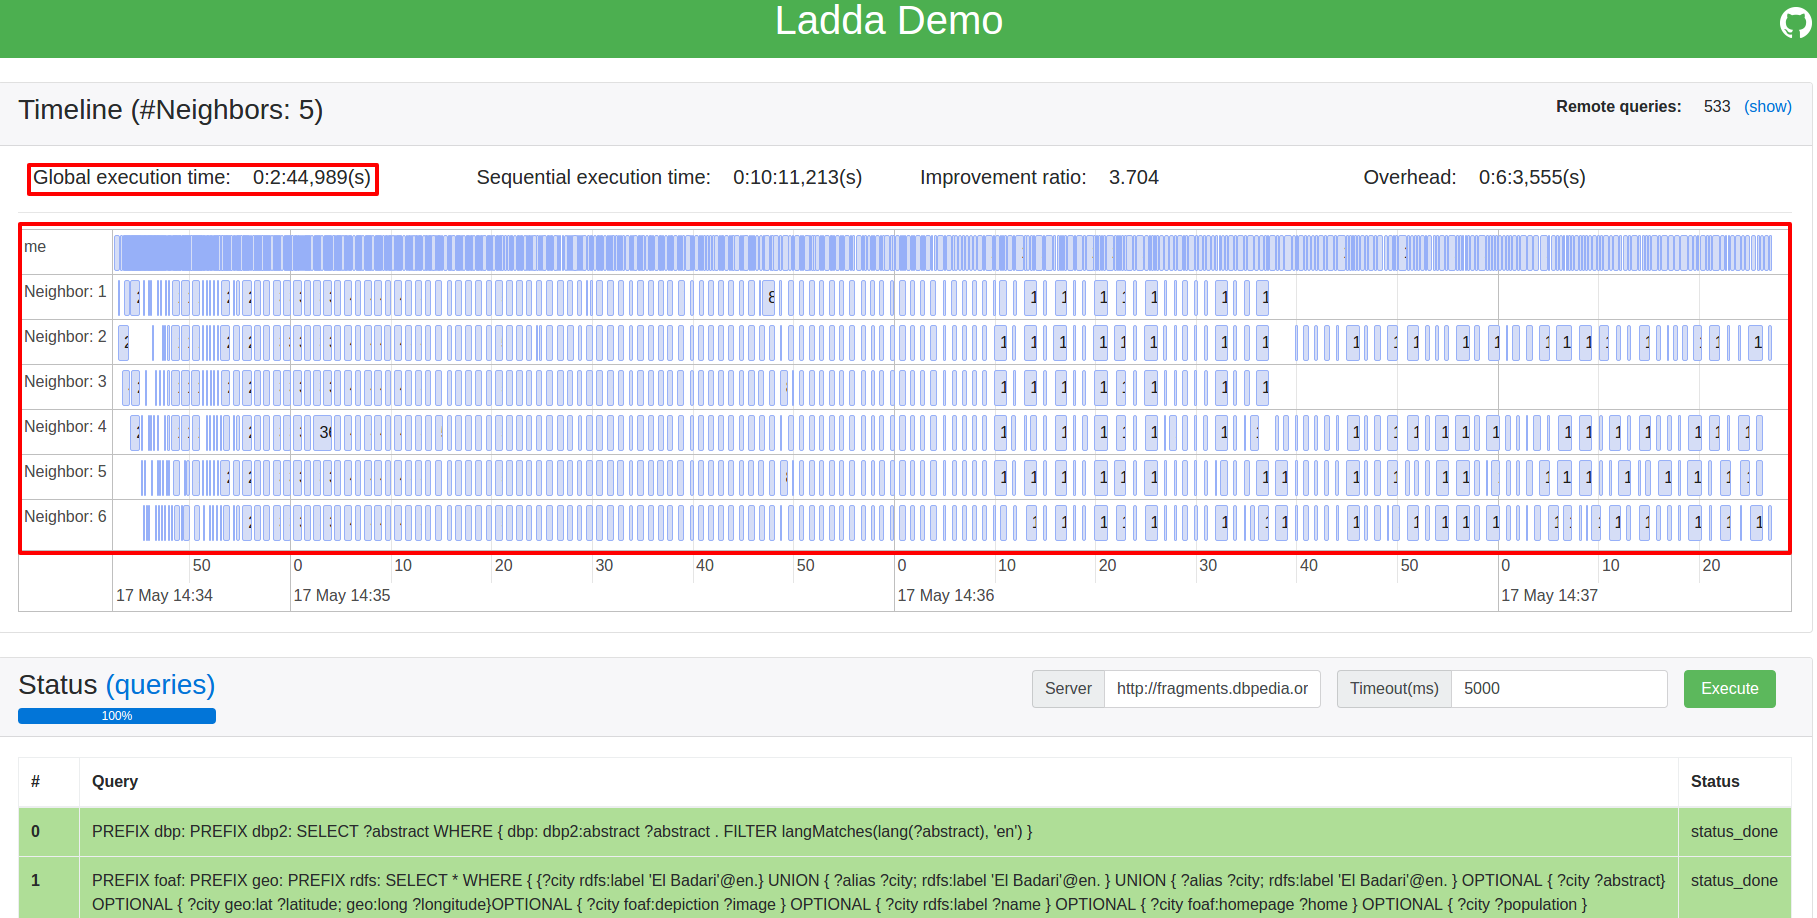 Ladda Demo
Timeline (#Neighbors: 5)
Remote queries: 533 (show)
Global execution time: 0:2:44,989(s) Sequential execution time: 0:10:11,213(s) Improvement ratio: 3.704 Overhead: 0:6:3,555(s)
me
Neighbor: 1
Neighbor: 2
Neighbor: 3
Neighbor: 4
Neighbor: 5
Neighbor: 6
50 0 10 20 30 40 50 0 10 20 30 40 50 0 10 20
17 May 14:34 17 May 14:35 17 May 14:36 17 May 14:37
Status (queries)
100%
Server http://fragments.dbpedia.or Timeout(ms) 5000 Execute
# Query Status
0 PREFIX dbp: PREFIX dbp2: SELECT ?abstract WHERE { dbp: dbp2:abstract ?abstract . FILTER langMatches(lang(?abstract), 'en') } status_done
1 PREFIX foaf: PREFIX geo: PREFIX rdfs: SELECT * WHERE { {?city rdfs:label 'El Badari'@en.} UNION { ?alias ?city; rdfs:label 'El Badari'@en. } UNION { ?alias ?city; rdfs:label 'El Badari'@en. } OPTIONAL { ?city ?abstract} status_done
OPTIONAL { ?city geo:lat ?latitude; geo:long ?longitude}OPTIONAL { ?city foaf:depiction ?image } OPTIONAL { ?city rdfs:label ?name } OPTIONAL { ?city foaf:homepage ?home } OPTIONAL { ?city ?population }